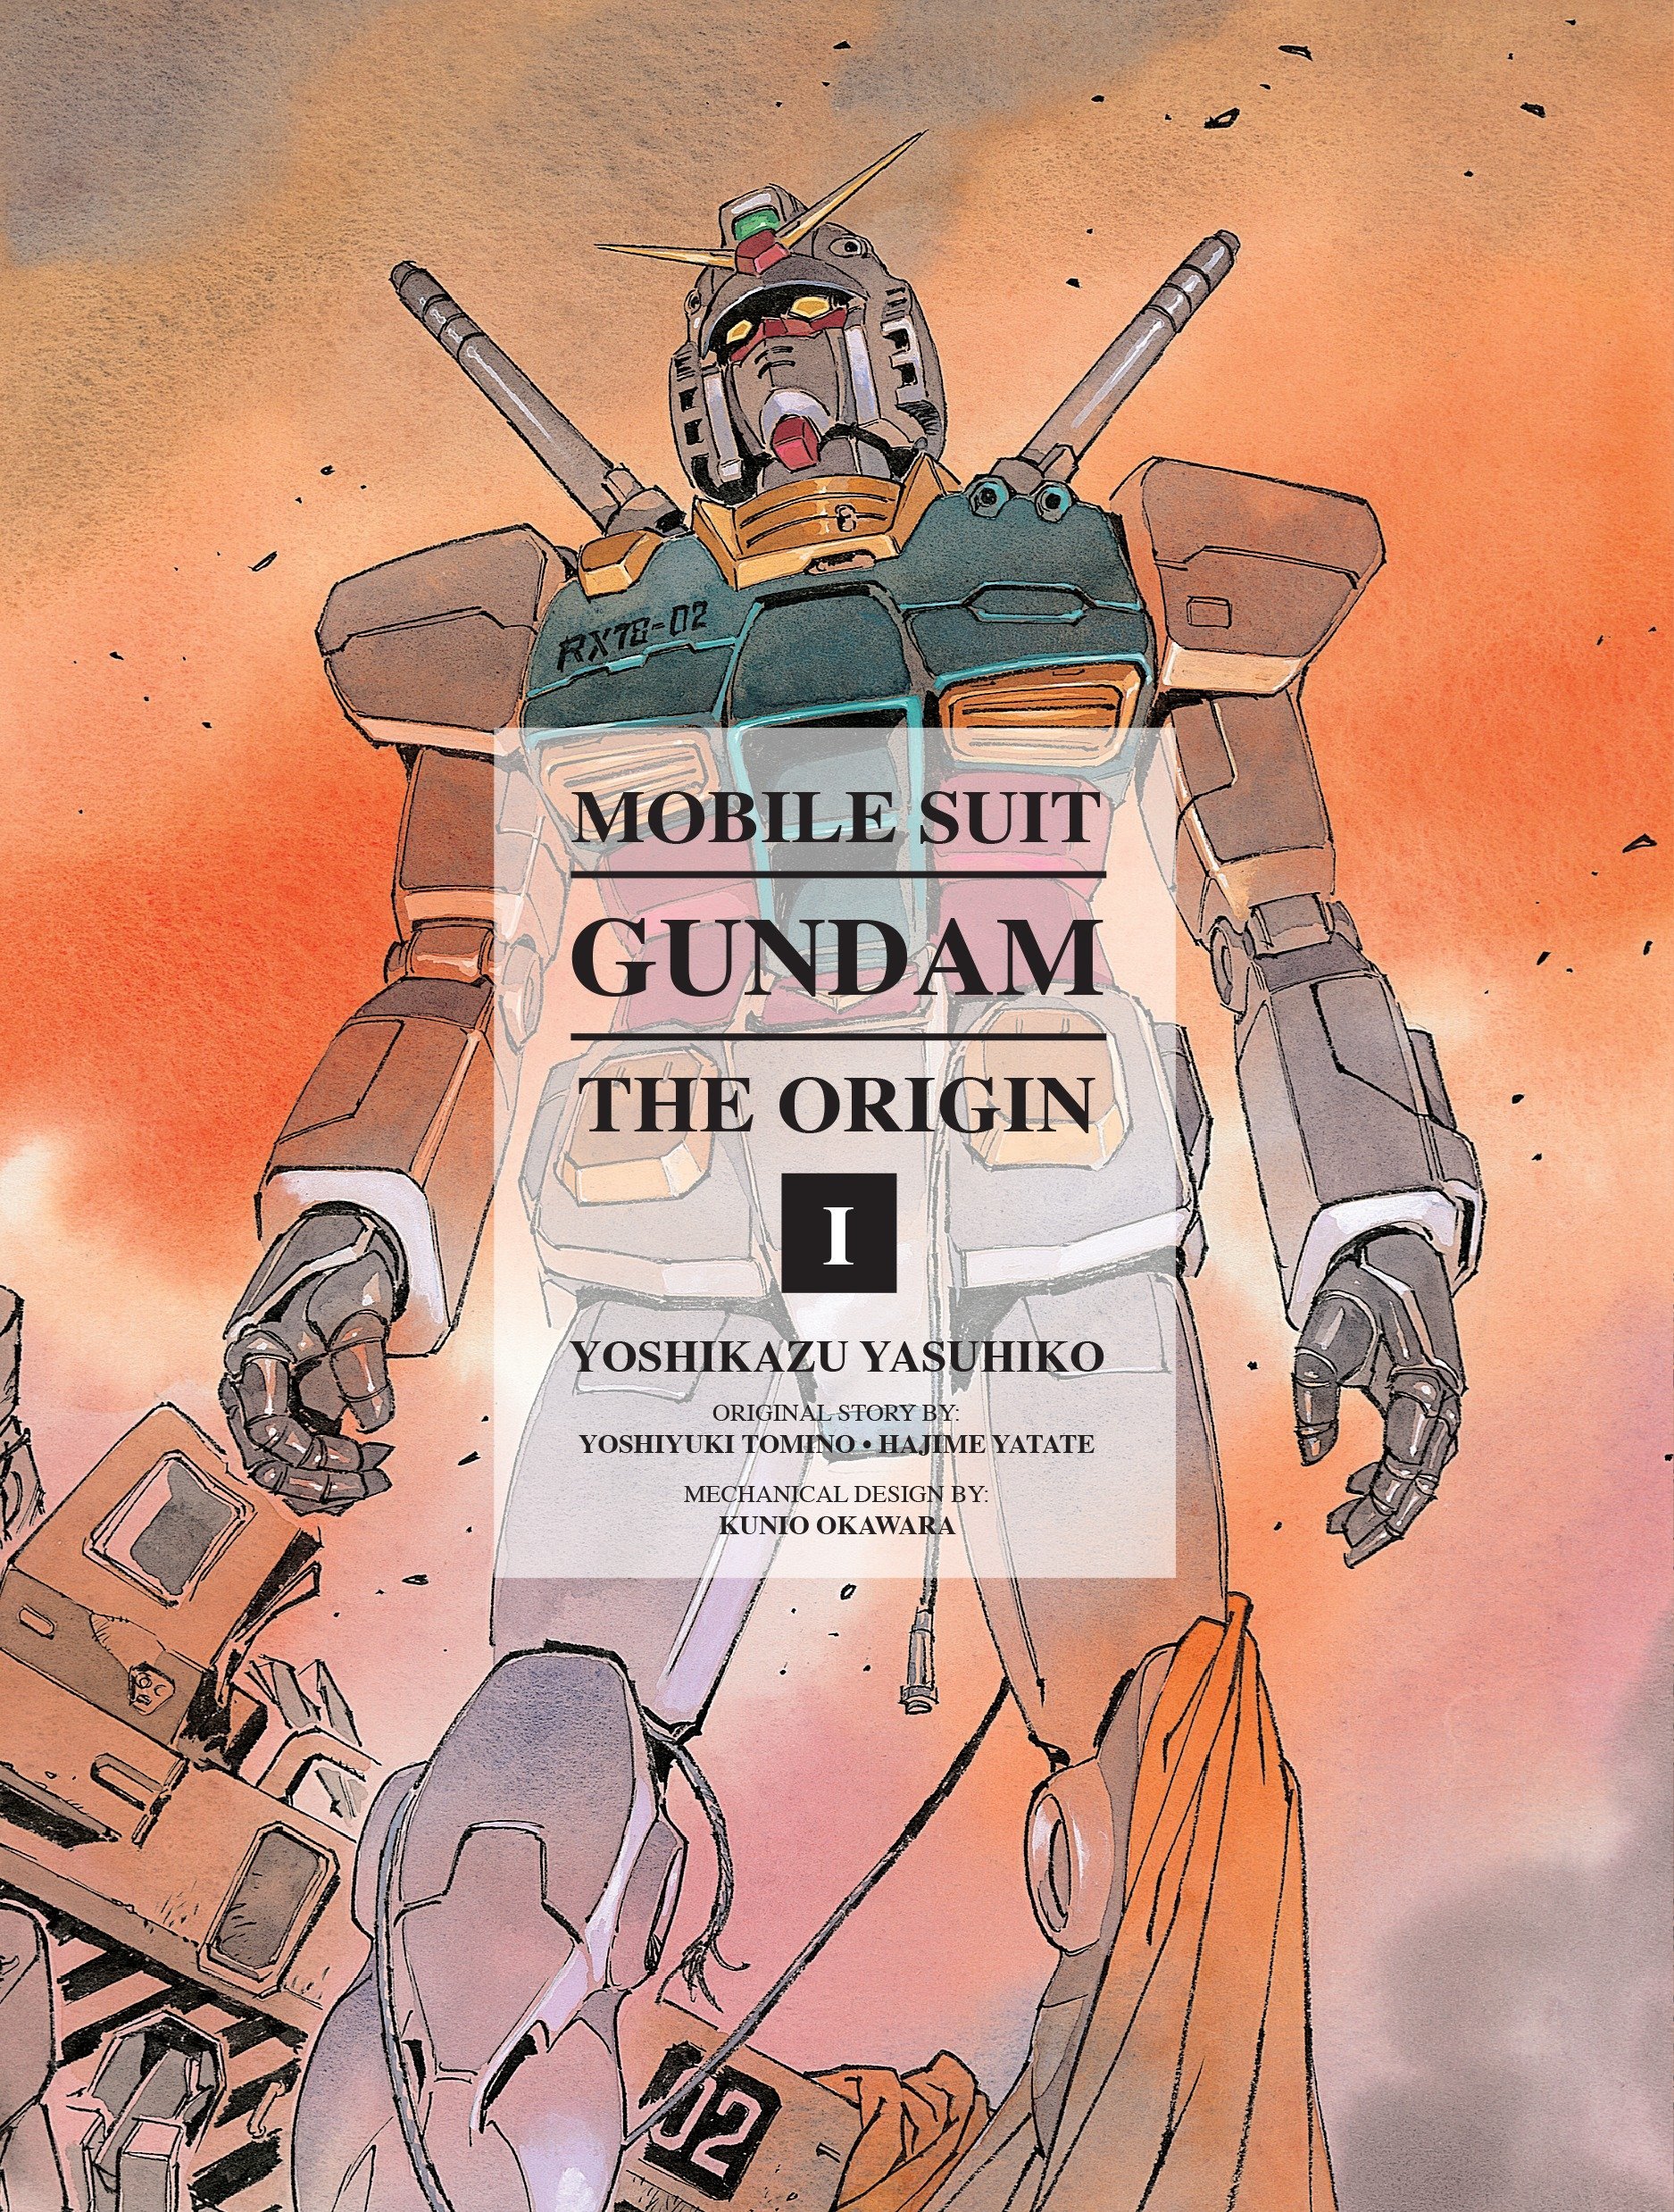 RX78-02
MOBILE SUIT
GUNDAM
THE ORIGIN
I
YOSHIKAZU YASUHIKO
ORIGINAL STORY BY:
YOSHIYUKI TOMINO • HAJIME YATATE
MECHANICAL DESIGN BY:
KUNIO OKAWARA
02